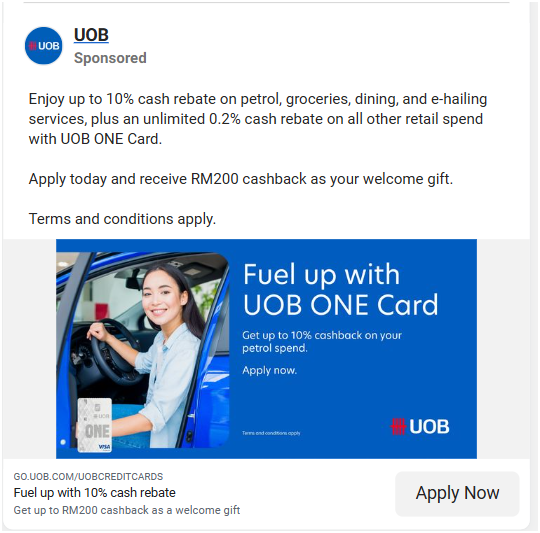 UOB
UOB
Sponsored
Enjoy up to 10% cash rebate on petrol, groceries, dining, and e-hailing
services, plus an unlimited 0.2% cash rebate on all other retail spend
with UOB ONE Card.
Apply today and receive RM200 cashback as your welcome gift.
Terms and conditions apply.
Fuel up with
UOB ONE Card
Get up to 10% cashback on your
petrol spend.
Apply now.
ONE
VISA
Terms and conditions apply
UOB
GO.UOB.COM/UOBCREDITCARDS
Fuel up with 10% cash rebate
Get up to RM200 cashback as a welcome gift
Apply Now